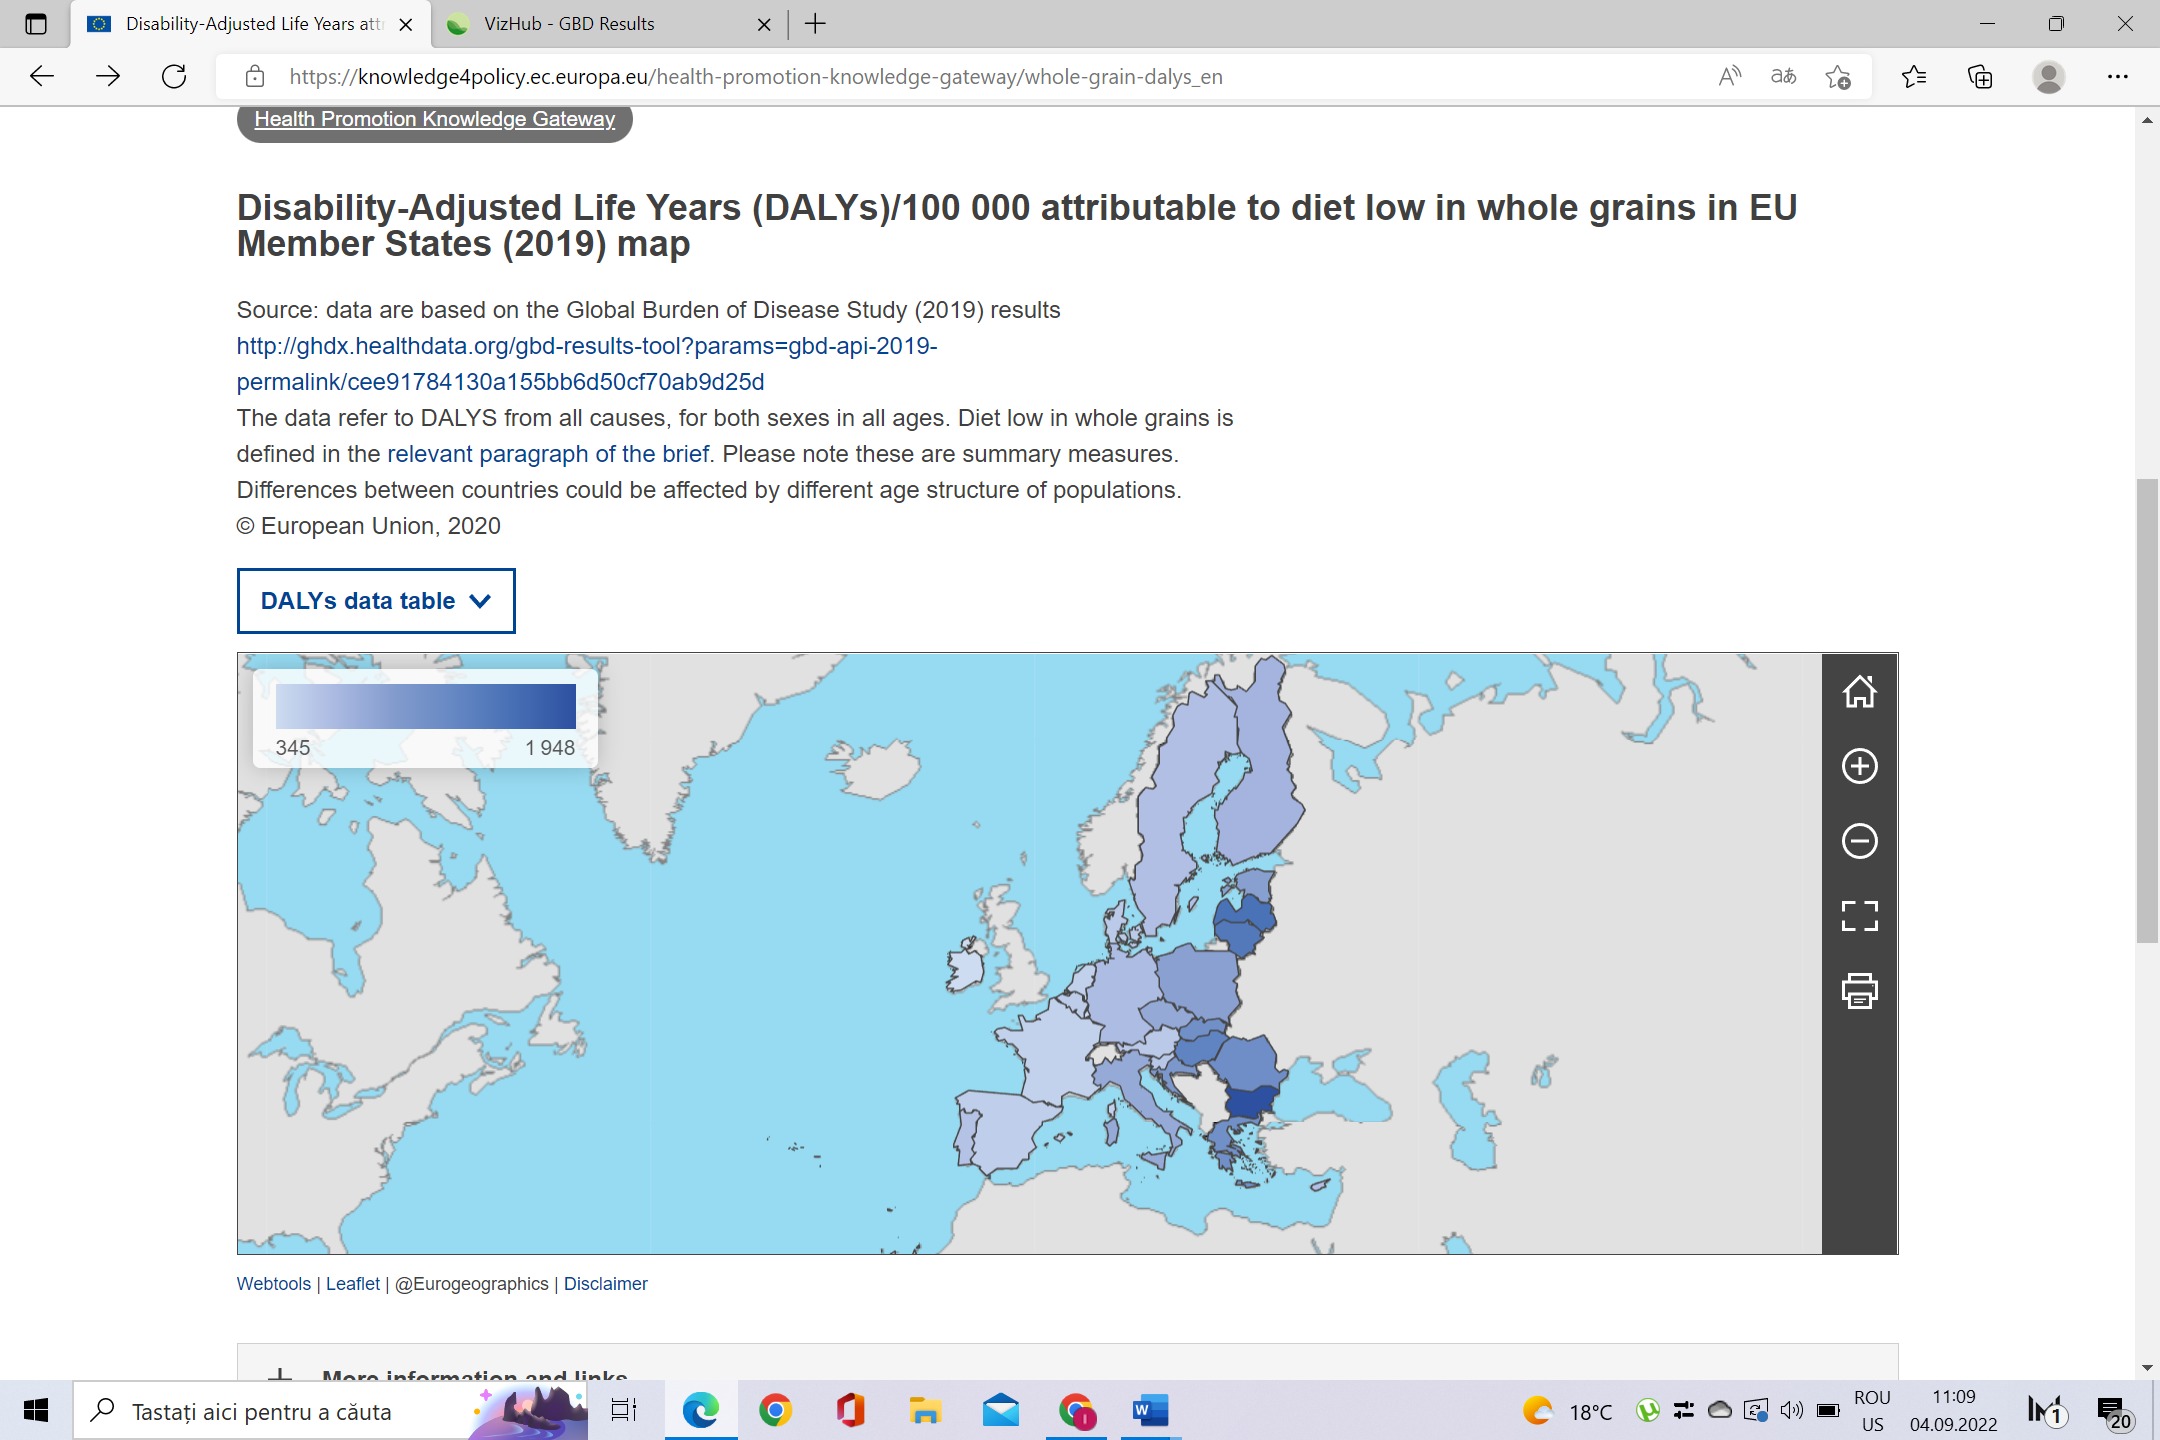 Disability-Adjusted Life Years attr
VizHub - GBD Results
https://knowledge4policy.ec.europa.eu/health-promotion-knowledge-gateway/whole-grain-dalys_en
Health Promotion Knowledge Gateway
Disability-Adjusted Life Years (DALYs)/100 000 attributable to diet low in whole grains in EU
Member States (2019) map
Source: data are based on the Global Burden of Disease Study (2019) results
http://ghdx.healthdata.org/gbd-results-tool?params=gbd-api-2019-
permalink/cee91784130a155bb6d50cf70ab9d25d
The data refer to DALYS from all causes, for both sexes in all ages. Diet low in whole grains is
defined in the relevant paragraph of the brief. Please note these are summary measures.
Differences between countries could be affected by different age structure of populations.
© European Union, 2020
DALYs data table
345 1 948
Webtools | Leaflet | @Eurogeographics | Disclaimer
More information and links
Tastați aici pentru a căuta
18°C
ROU
US
11:09
04.09.2022
1
20